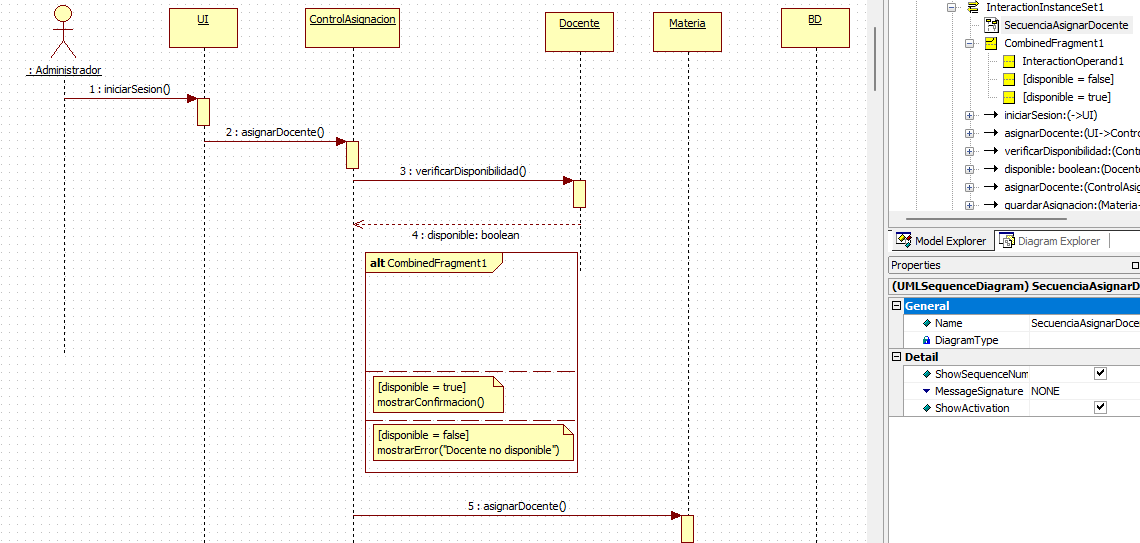 UI
ControlAsignacion
Docente
Materia
BD
: Administrador
1 : iniciarSesion()
2 : asignarDocente()
3 : verificarDisponibilidad()
4 : disponible: boolean
alt CombinedFragment1
[disponible = true]
mostrarConfirmacion()
[disponible = false]
mostrarError("Docente no disponible")
5 : asignarDocente()
InteractionInstanceSet1
SecuenciaAsignarDocente
CombinedFragment1
InteractionOperand1
[disponible = false]
[disponible = true]
iniciarSesion:(->UI)
asignarDocente:(UI->Contro
verificarDisponibilidad:(Contr
disponible: boolean:(Docente
asignarDocente:(ControlAsig
guardarAsignacion:(Materia-
Model Explorer
Diagram Explorer
Properties
(UMLSequenceDiagram) SecuenciaAsignarD
General
Name SecuenciaAsignarDoce
DiagramType
Detail
ShowSequenceNum
MessageSignature NONE
ShowActivation